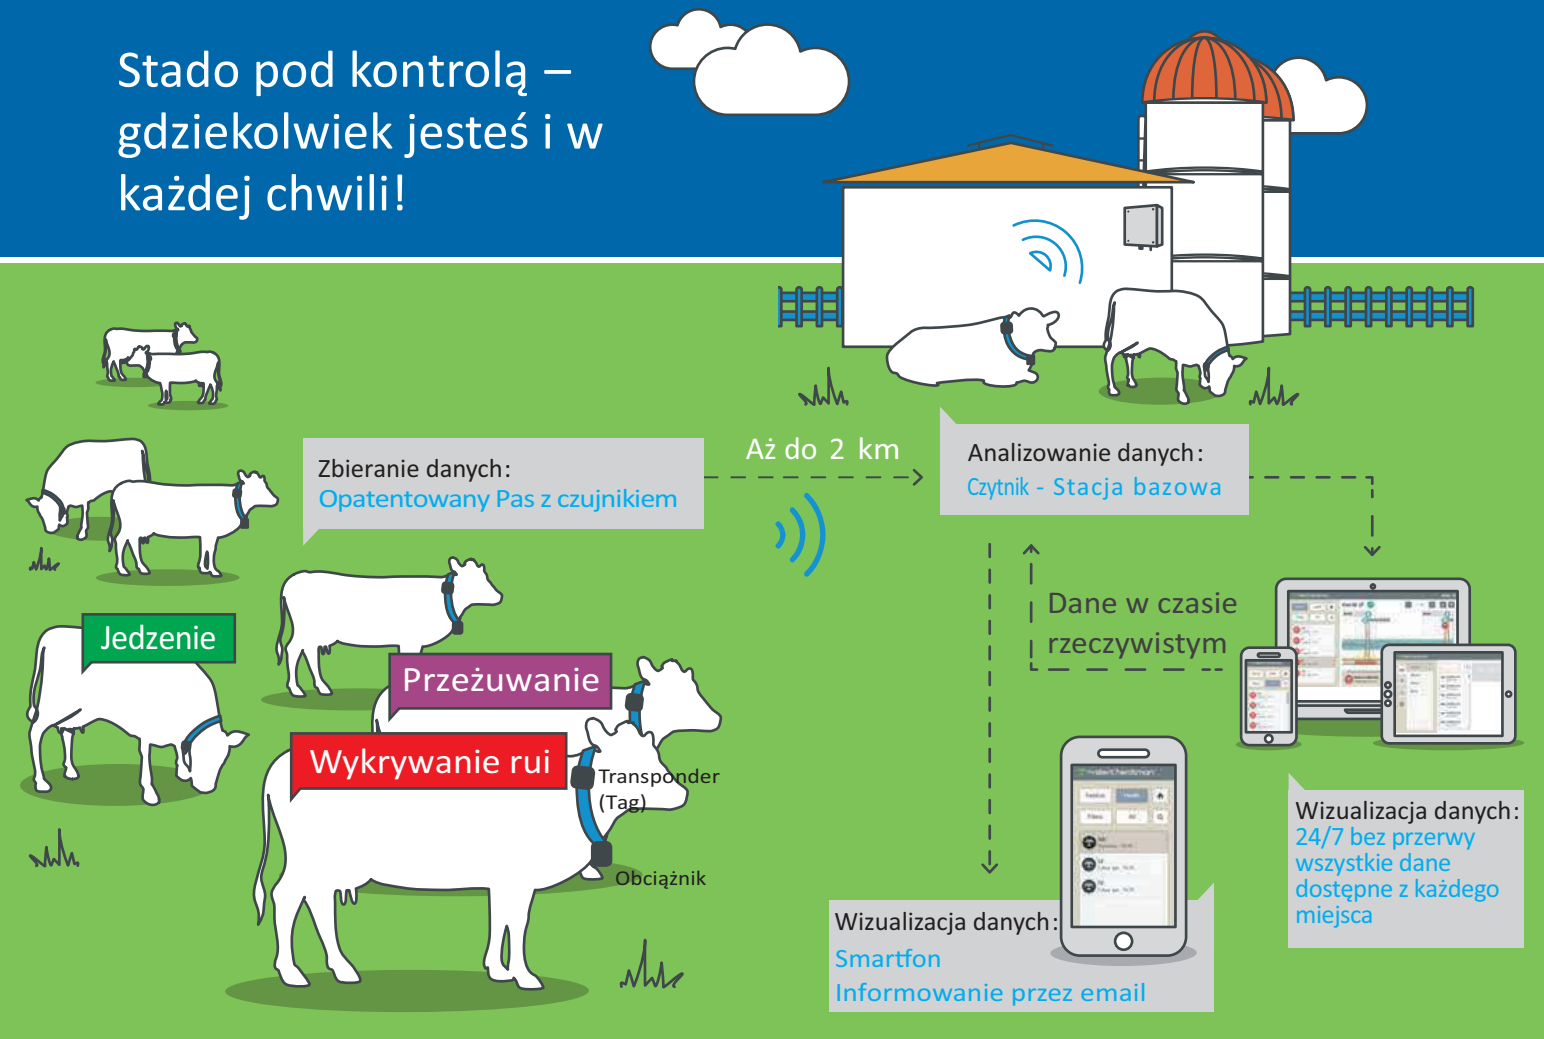 Stado pod kontrolą –
gdziekolwiek jesteś i w
każdej chwili!
Zbieranie danych:
Opatentowany Pas z czujnikiem
Aż do 2 km
Analizowanie danych:
Czytnik - Stacja bazowa
Dane w czasie
rzeczywistym
Jedzenie
Przeżuwanie
Wykrywanie rui
Transponder
(Tag)
Obciążnik
Wizualizacja danych:
Smartfon
Informowanie przez email
Wizualizacja danych:
24/7 bez przerwy
wszystkie dane
dostępne z każdego
miejsca